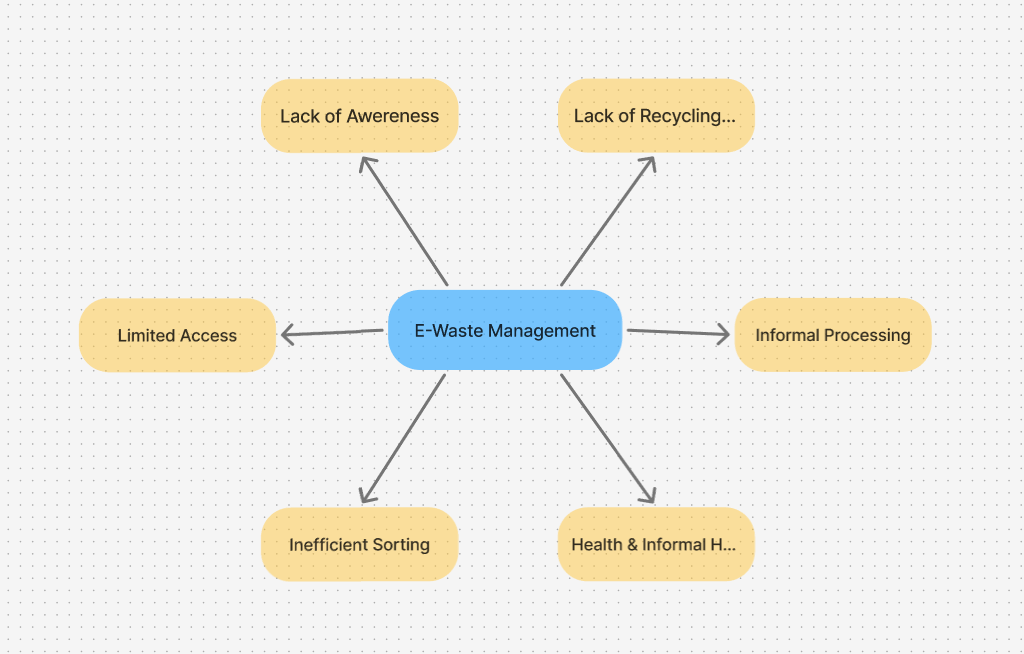 Lack of Awereness
Lack of Recycling...
Limited Access
E-Waste Management
Informal Processing
Inefficient Sorting
Health & Informal H...